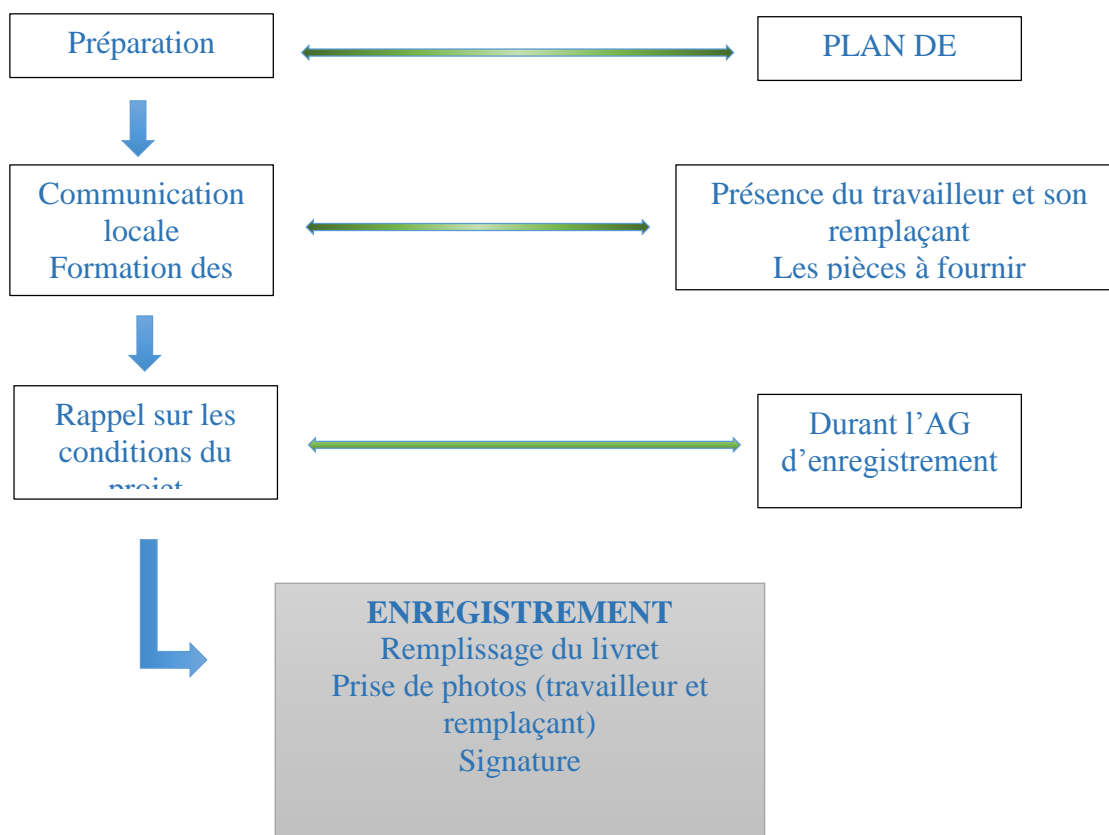 Préparation
PLAN DE
Communication
locale
Formation des
Présence du travailleur et son
remplaçant
Les pièces à fournir
Rappel sur les
conditions du
projet
Durant l’AG
d’enregistrement
ENREGISTREMENT
Remplissage du livret
Prise de photos (travailleur et
remplaçant)
Signature